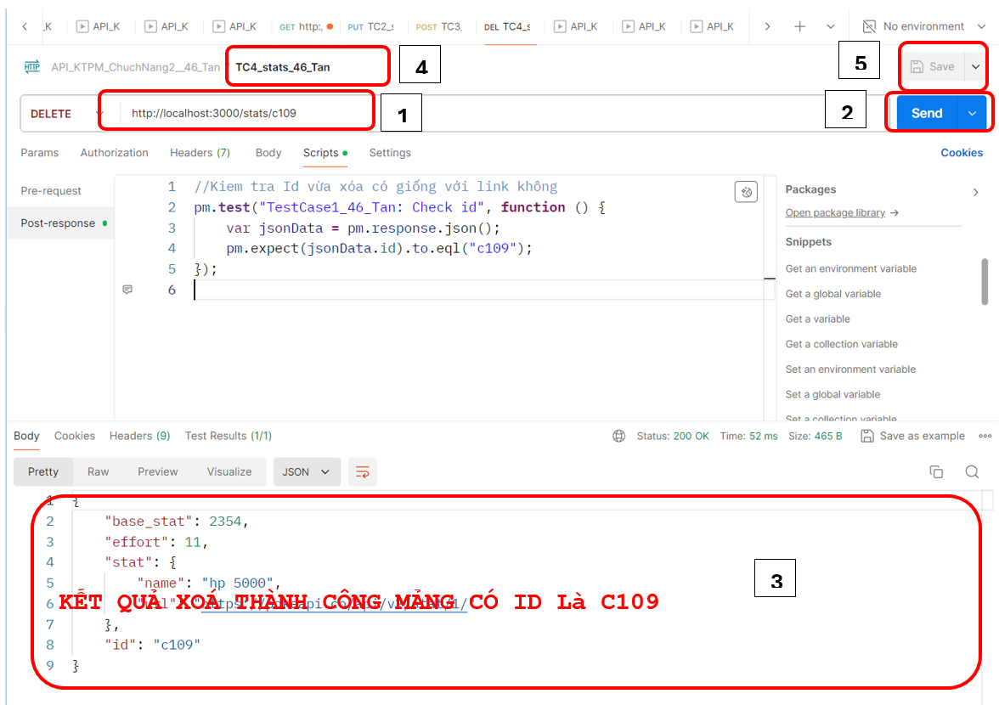 LK API_K API_K API_K GET http:, PUT TC2_s POST TC3, DEL TC4_s API_K API_K API_K No environment
HTTP API_KTPM_ChuchNang2__46_Tan TC4_stats_46_Tan 4 5 Save
DELETE http://localhost:3000/stats/c109 1 2 Send
Params Authorization Headers (7) Body Scripts Settings Cookies
Pre-request
Post-response
1 //Kiem tra Id vừa xóa có giống với link không
2 pm.test("TestCase1_46_Tan: Check id", function () {
3 var jsonData = pm.response.json();
4 pm.expect(jsonData.id).to.eql("c109");
5 });
6
Packages
Open package library →
Snippets
Get an environment variable
Get a global variable
Get a variable
Get a collection variable
Set an environment variable
Set a global variable
Set a collection variable
Body Cookies Headers (9) Test Results (1/1) Status: 200 OK Time: 52 ms Size: 465 B Save as example
Pretty Raw Preview Visualize JSON
1 {
2 "base_stat": 2354,
3 "effort": 11,
4 "stat": {
5 "name": "hp 5000",
6
KẾT QUẢ XOÁ THÀNH CÔNG MẢNG CÓ ID Là C109
7 },
8 "id": "c109"
9 }
3